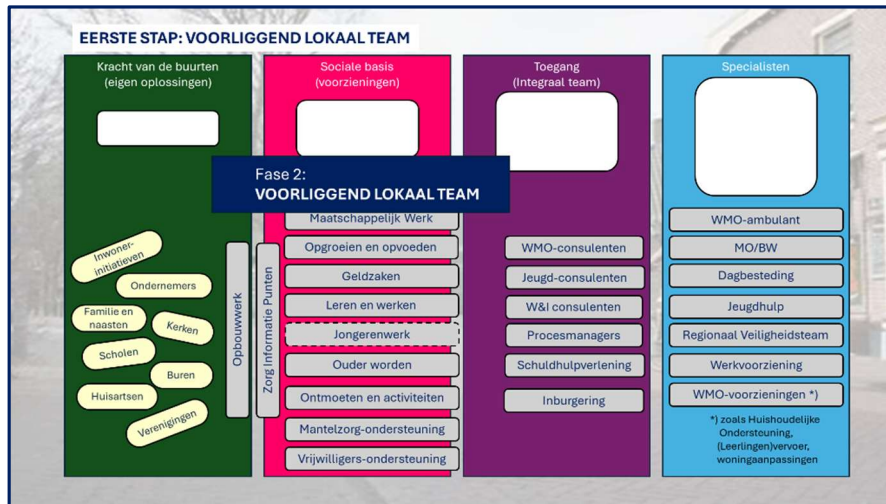 EERSTE STAP: VOORLIGGEND LOKAAL TEAM
Kracht van de buurten
(eigen oplossingen)
Sociale basis
(voorzieningen)
Toegang
(Integraal team)
Specialisten
Fase 2:
VOORLIGGEND LOKAAL TEAM
Inwoner-
initiatieven
Ondernemers
Familie en
naasten
Kerken
Scholen
Buren
Huisartsen
Verenigingen
Opbouwwerk
Zorg Informatie Punten
Maatschappelijk Werk
Opgroeien en opvoeden
Geldzaken
Leren en werken
Jongerenwerk
Ouder worden
Ontmoeten en activiteiten
Mantelzorg-ondersteuning
Vrijwilligers-ondersteuning
WMO-consulenten
Jeugd-consulenten
W&I consulenten
Procesmanagers
Schuldhulpverlening
Inburgering
WMO-ambulant
MO/BW
Dagbesteding
Jeugdhulp
Regionaal Veiligheidsteam
Werkvoorziening
WMO-voorzieningen *)
*) zoals Huishoudelijke
Ondersteuning,
(Leerlingen)vervoer,
woningaanpassingen